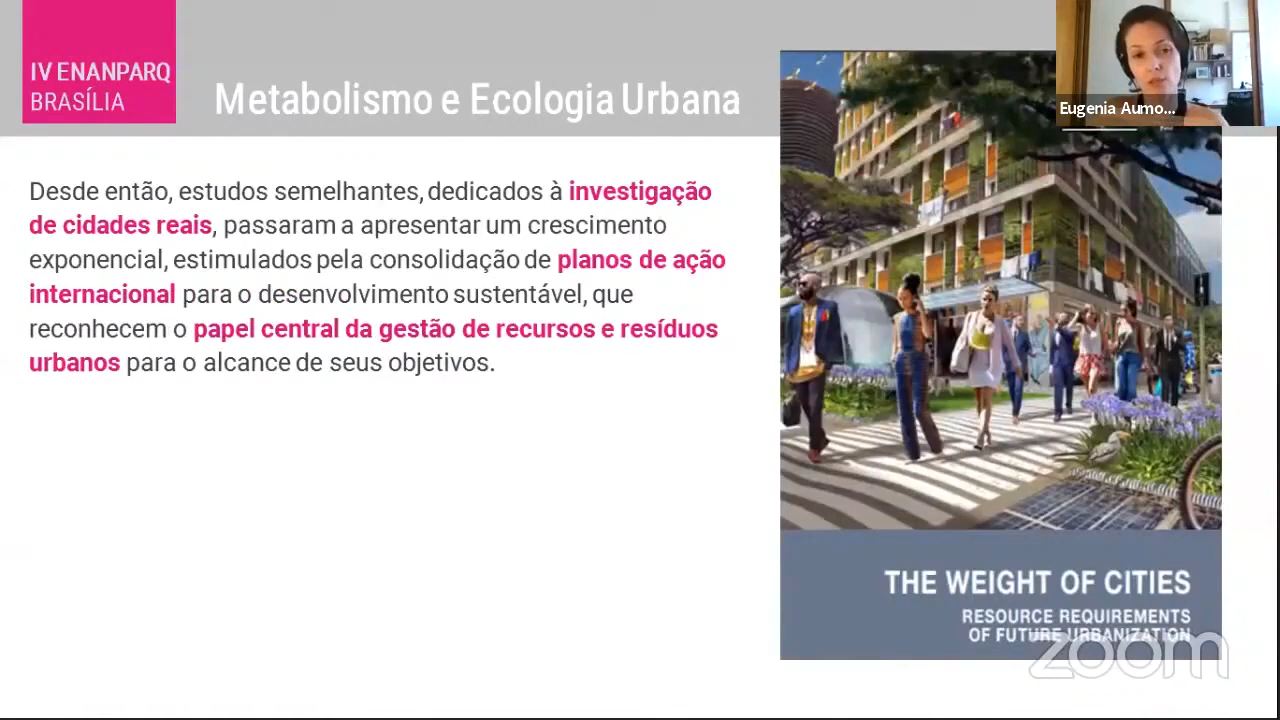 IV ENANPARQ
BRASÍLIA
Metabolismo e Ecologia Urbana
Eugenia Aumo...
Desde então, estudos semelhantes, dedicados à investigação
de cidades reais, passaram a apresentar um crescimento
exponencial, estimulados pela consolidação de planos de ação
internacional para o desenvolvimento sustentável, que
reconhecem o papel central da gestão de recursos e resíduos
urbanos para o alcance de seus objetivos.
THE WEIGHT OF CITIES
RESOURCE REQUIREMENTS
OF FUTURE URBANIZATION
zoom